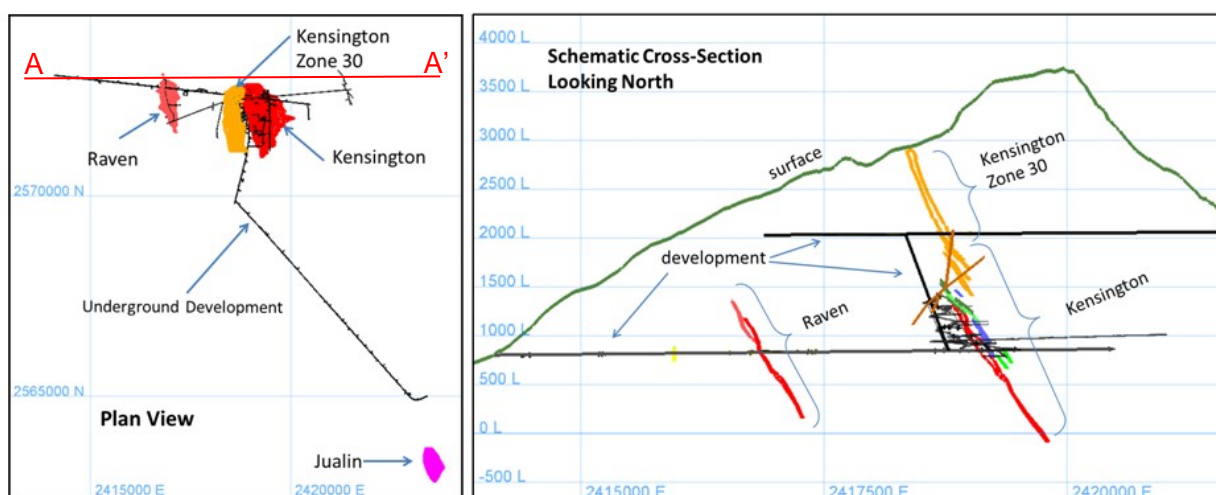 A
A'
Kensington
Zone 30
Raven
Kensington
2570000 N
Underground Development
2565000 N
Plan View
Jualin
2415000 E
2420000 E
4000 L
Schematic Cross-Section
Looking North
3500 L
3000 L
surface
Kensington
Zone 30
2500 L
2000 L
development
1500 L
Raven
Kensington
1000 L
500 L
0 L
-500 L
2415000 E
2417500 E
2420000 E